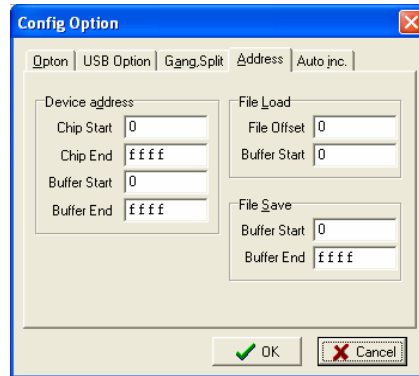 Config Option
Opton USB Option Gang,Split Address Auto inc.
Device address
Chip Start 0
Chip End ffff
Buffer Start 0
Buffer End ffff
File Load
File Offset 0
Buffer Start 0
File Save
Buffer Start 0
Buffer End ffff
OK Cancel